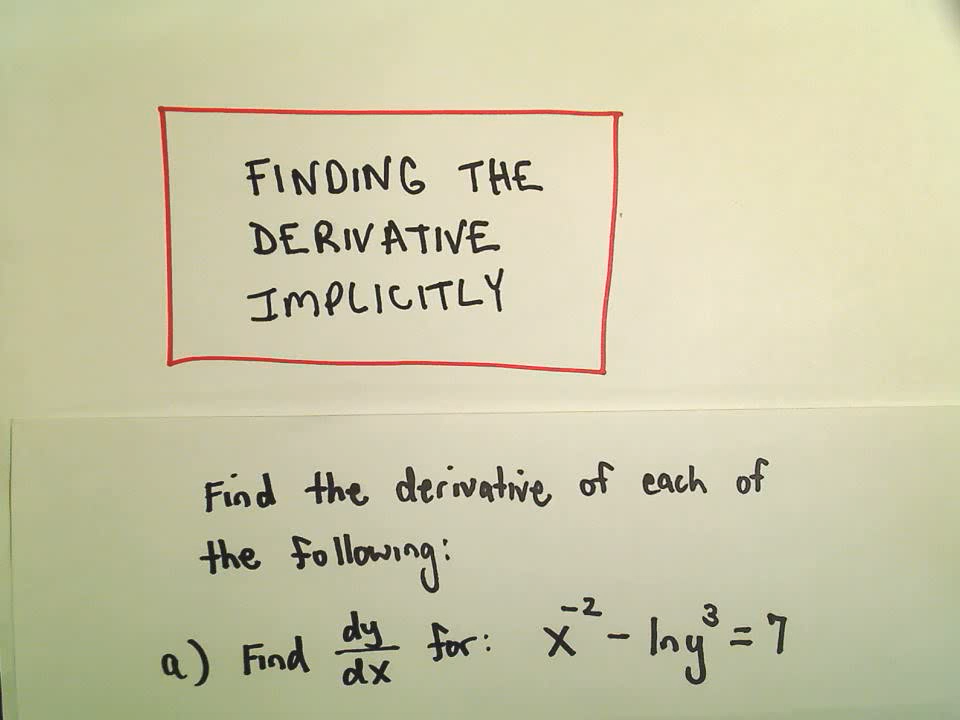 FINDING THE
DERIVATIVE
IMPLICITLY
Find the derivative of each of
the following:
a) Find dy/dx for: x⁻² - ln y³ = 7